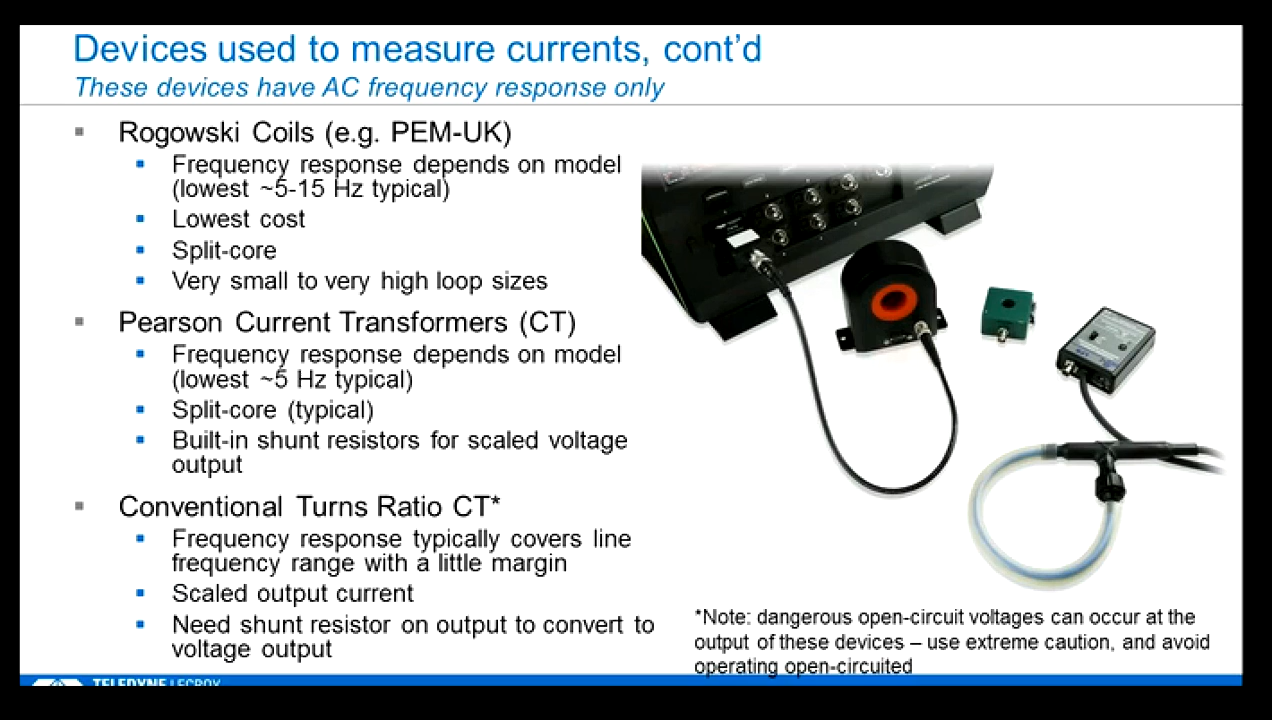 Devices used to measure currents, cont'd
These devices have AC frequency response only
Rogowski Coils (e.g. PEM-UK)
Frequency response depends on model
(lowest ~5-15 Hz typical)
Lowest cost
Split-core
Very small to very high loop sizes
Pearson Current Transformers (CT)
Frequency response depends on model
(lowest ~5 Hz typical)
Split-core (typical)
Built-in shunt resistors for scaled voltage
output
Conventional Turns Ratio CT*
Frequency response typically covers line
frequency range with a little margin
Scaled output current
Need shunt resistor on output to convert to
voltage output
*Note: dangerous open-circuit voltages can occur at the
output of these devices – use extreme caution, and avoid
operating open-circuited
TELEDYNE LECROY